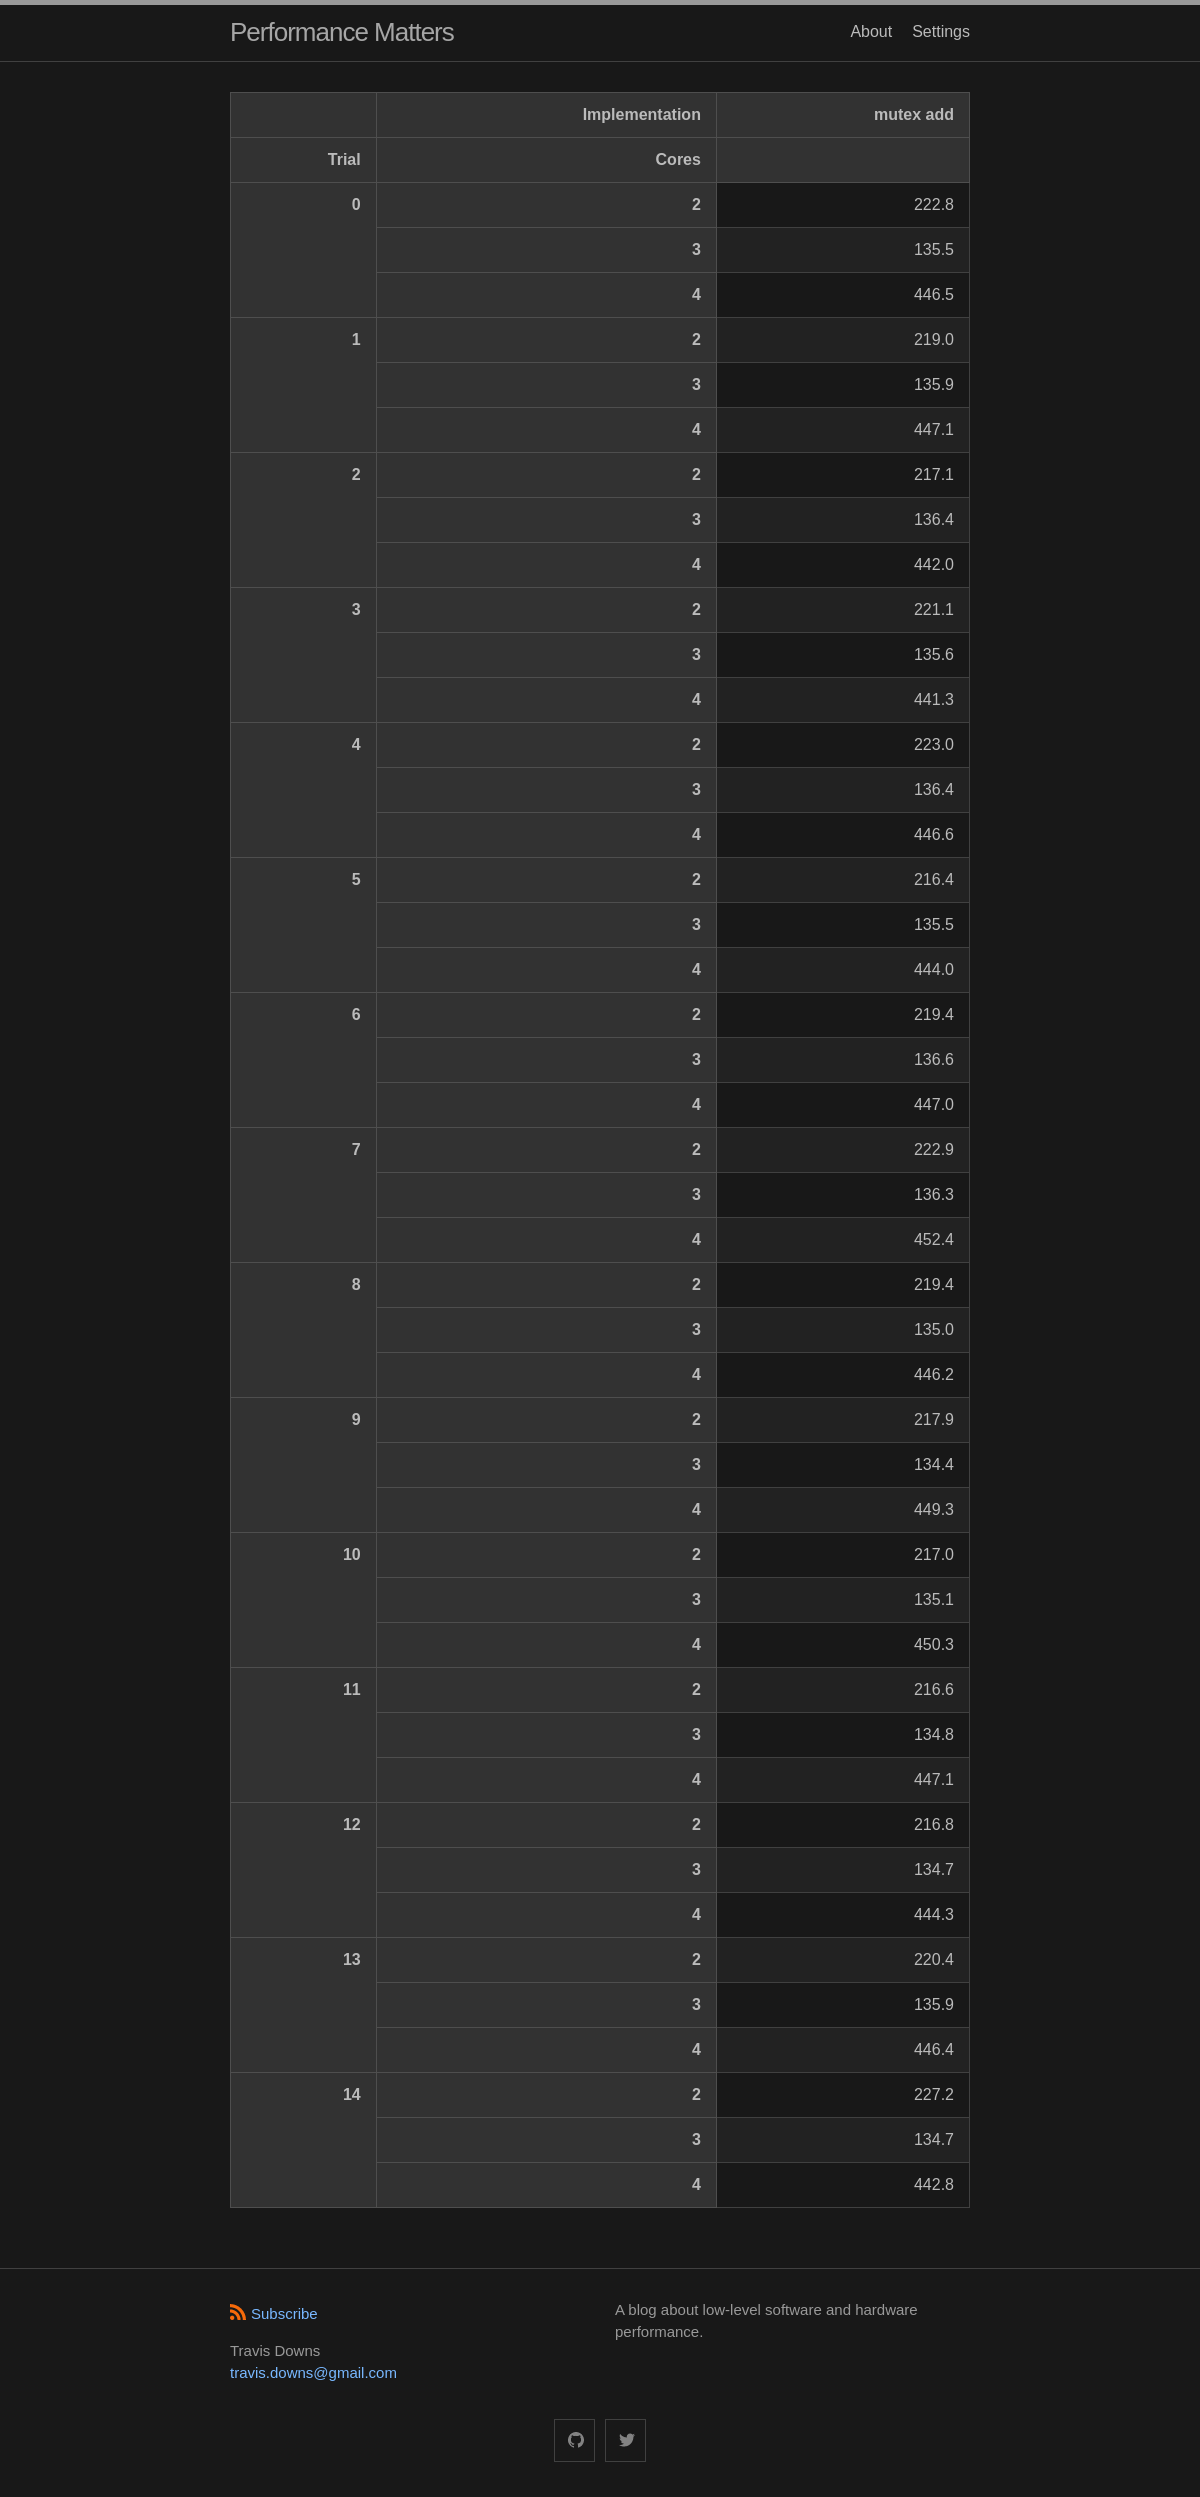 Performance Matters About Settings
Implementation mutex add
Trial Cores
0 2 222.8
3 135.5
4 446.5
1 2 219.0
3 135.9
4 447.1
2 2 217.1
3 136.4
4 442.0
3 2 221.1
3 135.6
4 441.3
4 2 223.0
3 136.4
4 446.6
5 2 216.4
3 135.5
4 444.0
6 2 219.4
3 136.6
4 447.0
7 2 222.9
3 136.3
4 452.4
8 2 219.4
3 135.0
4 446.2
9 2 217.9
3 134.4
4 449.3
10 2 217.0
3 135.1
4 450.3
11 2 216.6
3 134.8
4 447.1
12 2 216.8
3 134.7
4 444.3
13 2 220.4
3 135.9
4 446.4
14 2 227.2
3 134.7
4 442.8
Subscribe
Travis Downs
travis.downs@gmail.com
A blog about low-level software and hardware
performance.